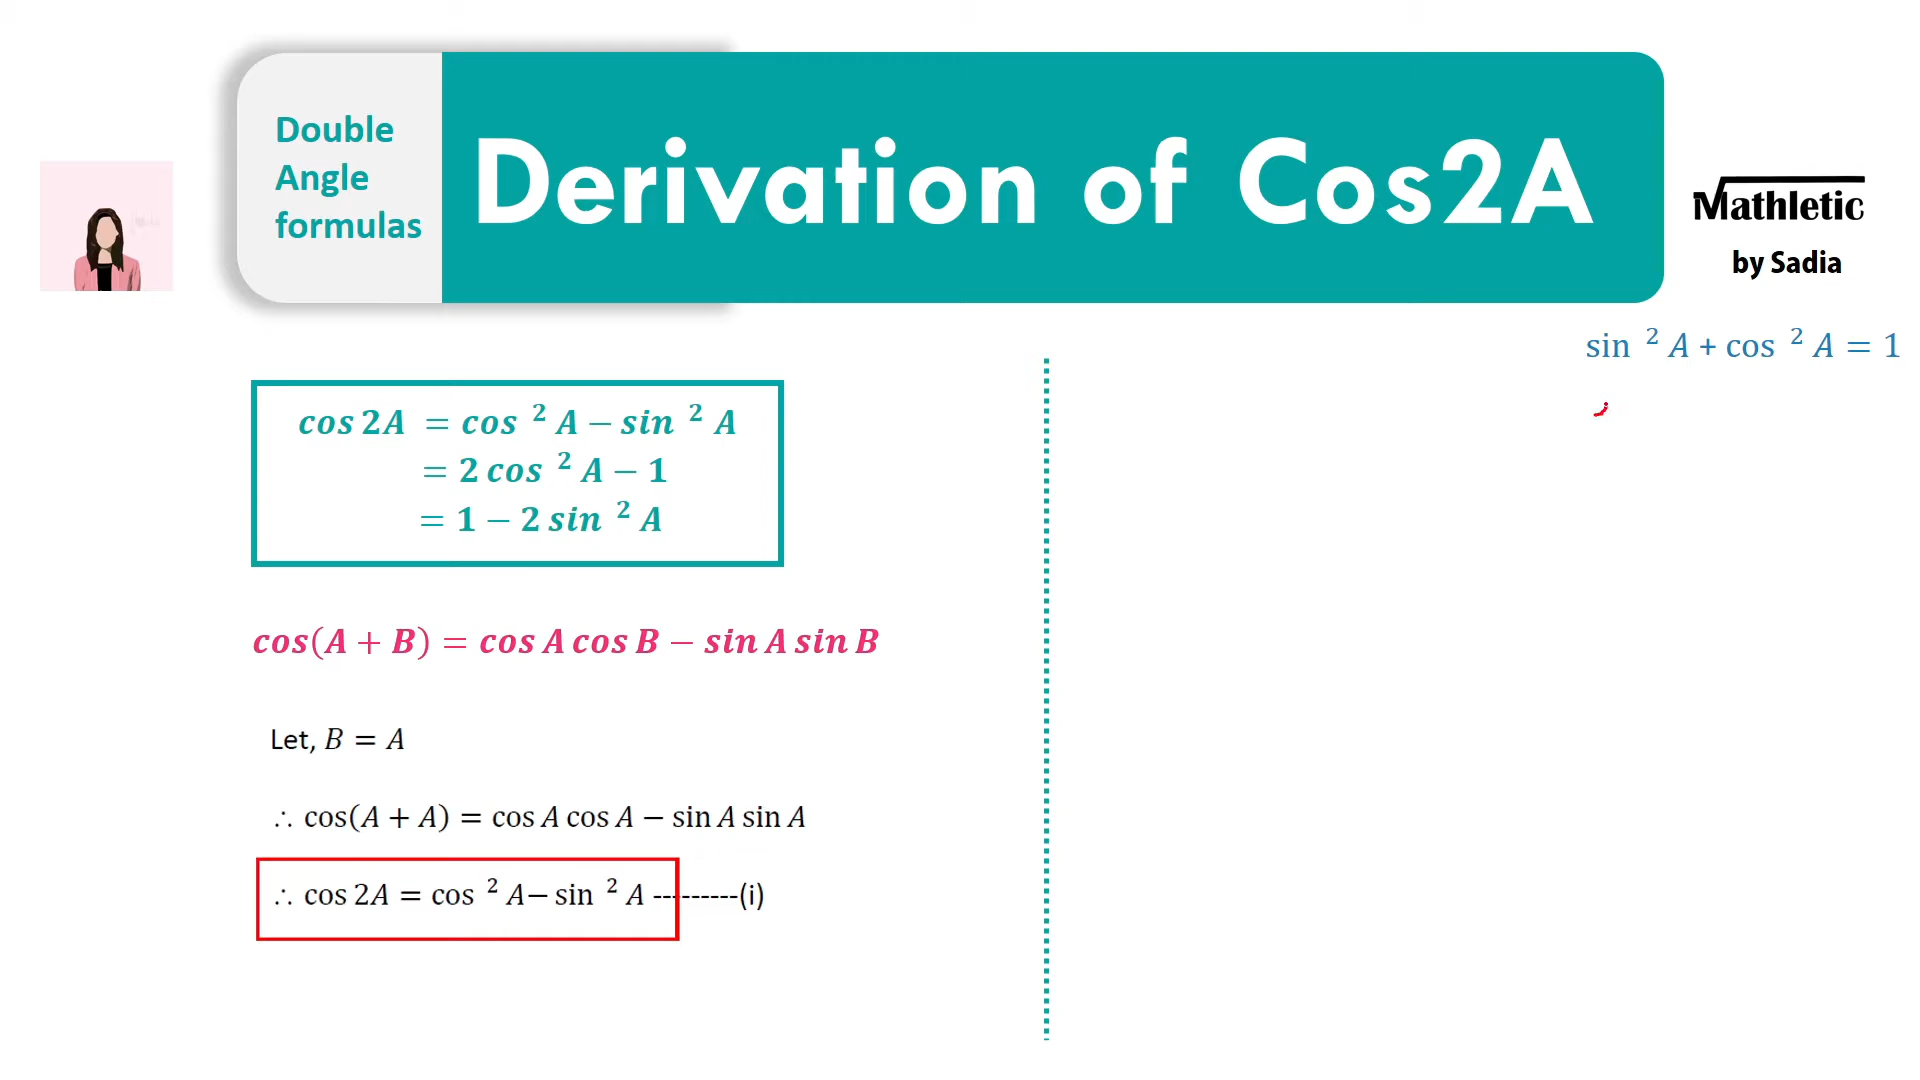 Double
Angle
formulas
Derivation of Cos2A
Mathletic
by Sadia
sin ² A + cos ² A = 1
cos 2A = cos ² A − sin ² A
= 2 cos ² A − 1
= 1 − 2 sin ² A
cos(A + B) = cos A cos B − sin A sin B
Let, B = A
∴ cos(A + A) = cos A cos A − sin A sin A
∴ cos 2A = cos ² A− sin ² A ---------(i)